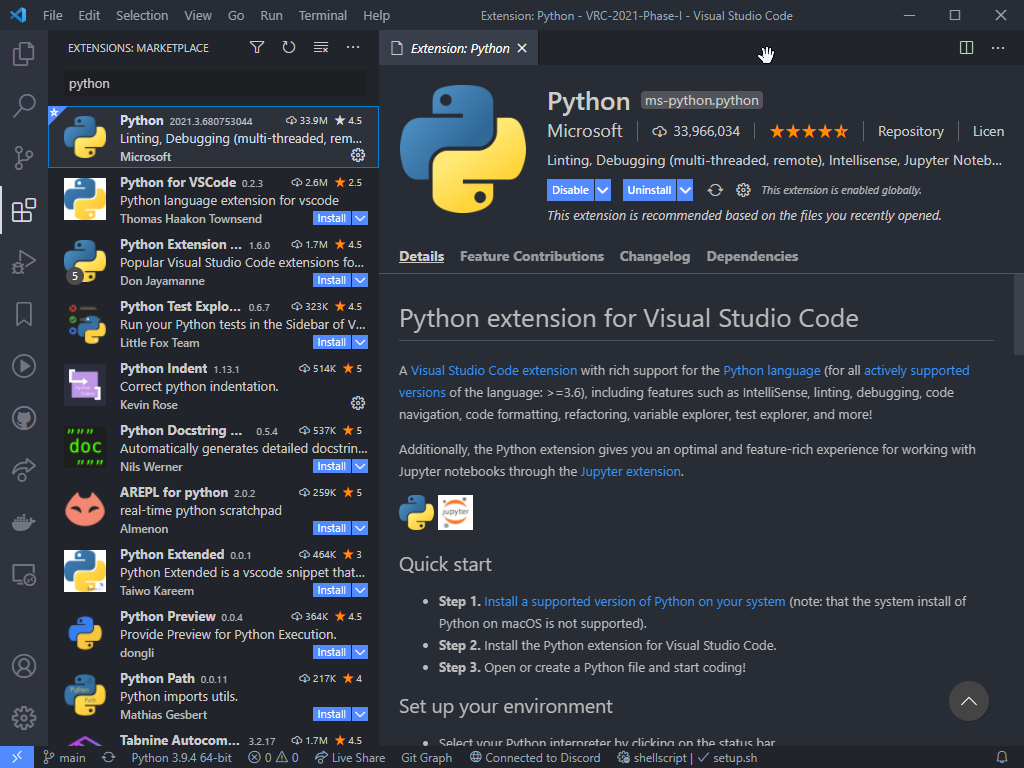 File Edit Selection View Go Run Terminal Help Extension: Python - VRC-2021-Phase-I - Visual Studio Code
EXTENSIONS: MARKETPLACE
Extension: Python
python
Python 2021.3.680753044 33.9M 4.5
Linting, Debugging (multi-threaded, rem...
Microsoft
Python for VSCode 0.2.3 2.6M 2.5
Python language extension for vscode
Thomas Haakon Townsend Install
Python Extension ... 1.6.0 1.7M 4.5
Popular Visual Studio Code extensions fo...
5
Don Jayamanne Install
Python Test Explo... 0.6.7 323K 4.5
Run your Python tests in the Sidebar of V...
Little Fox Team Install
Python Indent 1.13.1 514K 5
Correct python indentation.
Kevin Rose
Python Docstring ... 0.5.4 537K 5
Automatically generates detailed docstrin...
Nils Werner Install
""" doc """
AREPL for python 2.0.2 259K 5
real-time python scratchpad
Almenon Install
Python Extended 0.0.1 464K 3
Python Extended is a vscode snippet that...
Taiwo Kareem Install
Python Preview 0.0.4 364K 4.5
Provide Preview for Python Execution.
dongli Install
Python Path 0.0.11 217K 4
Python imports utils.
Mathias Gesbert Install
Tabnine Autocom... 3.2.17 1.7M 4.5
Python ms-python.python
Microsoft 33,966,034 Repository Licen
Linting, Debugging (multi-threaded, remote), Intellisense, Jupyter Noteb...
Disable Uninstall This extension is enabled globally.
This extension is recommended based on the files you recently opened.
Details Feature Contributions Changelog Dependencies
Python extension for Visual Studio Code
A Visual Studio Code extension with rich support for the Python language (for all actively supported
versions of the language: >=3.6), including features such as IntelliSense, linting, debugging, code
navigation, code formatting, refactoring, variable explorer, test explorer, and more!
Additionally, the Python extension gives you an optimal and feature-rich experience for working with
Jupyter notebooks through the Jupyter extension.
jupyter
Quick start
• Step 1. Install a supported version of Python on your system (note: that the system install of
Python on macOS is not supported).
• Step 2. Install the Python extension for Visual Studio Code.
• Step 3. Open or create a Python file and start coding!
Set up your environment
• Select your Python interpreter by clicking on the status bar
main Python 3.9.4 64-bit 0 0 Live Share Git Graph Connected to Discord shellscript | setup.sh